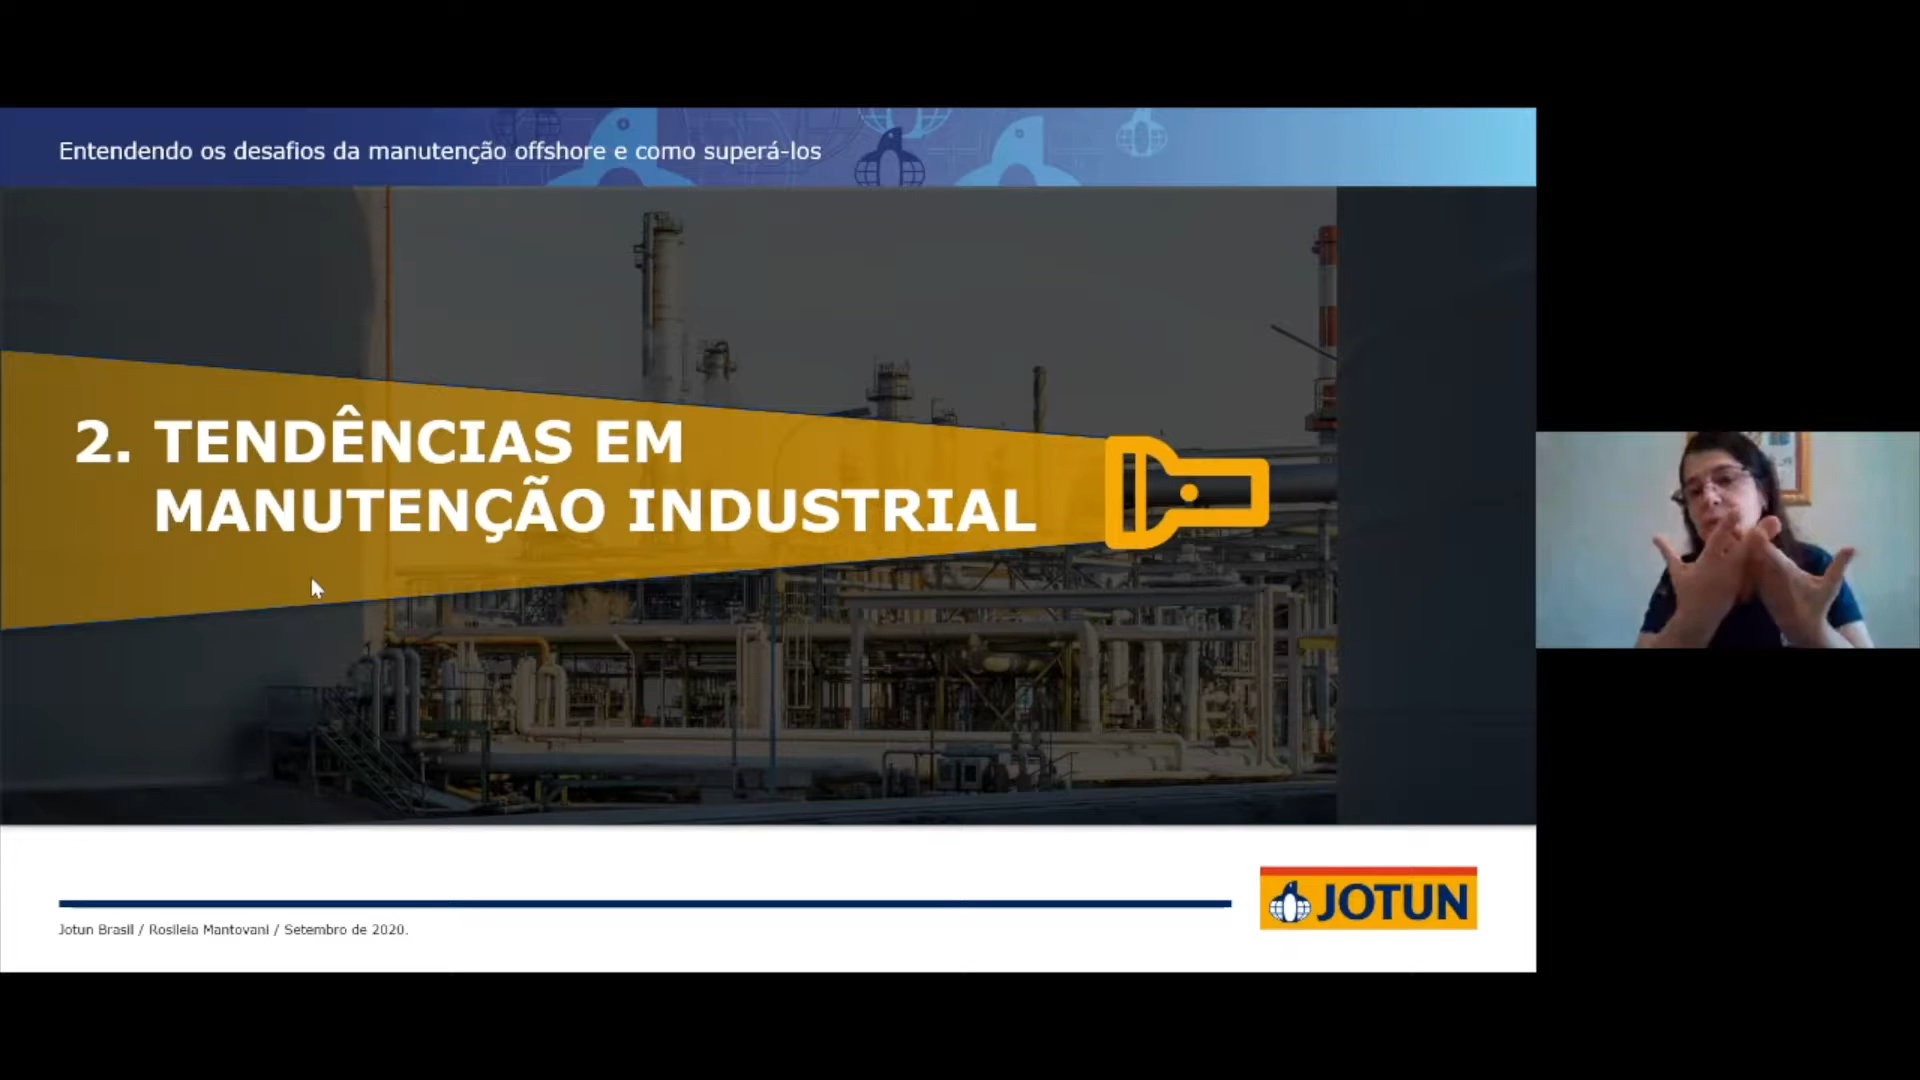 Entendendo os desafios da manutenção offshore e como superá-los
2. TENDÊNCIAS EM
MANUTENÇÃO INDUSTRIAL
JOTUN
Jotun Brasil / Rosileia Mantovani / Setembro de 2020.